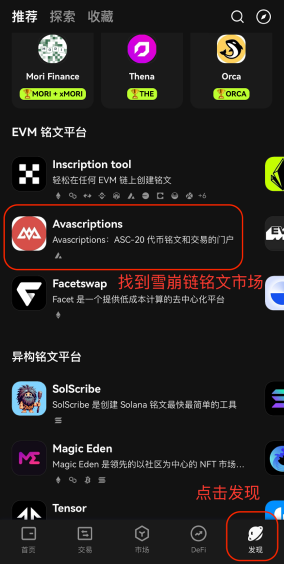 推荐 探索 收藏
Mori Finance
Thena
Orca
🏆MORI + xMORI
🏆THE
🏆ORCA
EVM 铭文平台
Inscription tool
轻松在任何 EVM 链上创建铭文
+6
Avascriptions
Avascriptions：ASC-20 代币铭文和交易的门户
找到雪崩链铭文市场
Facetswap
Facet 是一个提供低成本计算的去中心化平台
异构铭文平台
SolScribe
SolScribe 是创建 Solana 铭文最快最简单的工具
Magic Eden
Magic Eden 是领先的以社区为中心的 NFT 市场...
点击发现
Tensor
首页 交易 市场 DeFi 发现